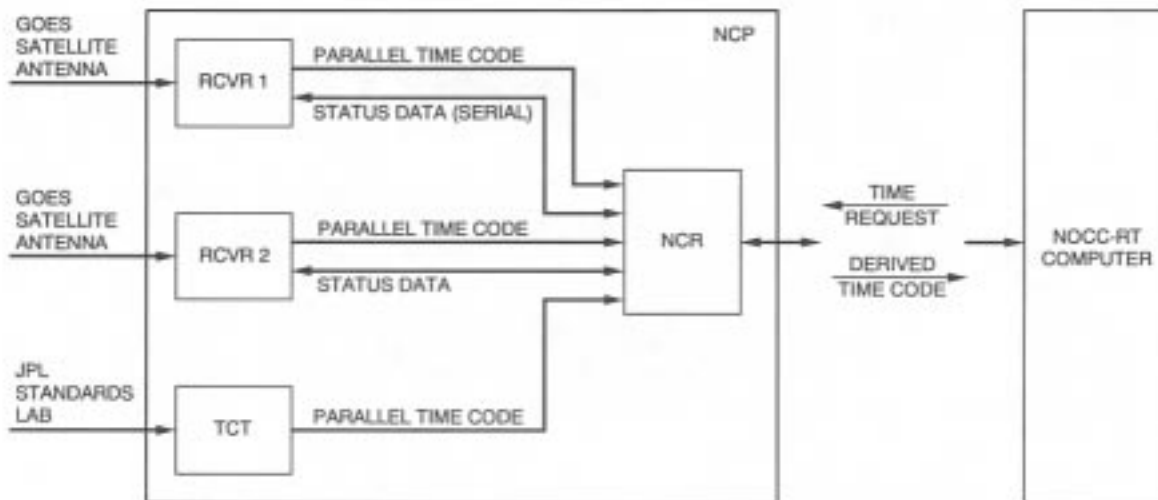 GOES
SATELLITE
ANTENNA
RCVR 1
PARALLEL TIME CODE
STATUS DATA (SERIAL)
NCP
GOES
SATELLITE
ANTENNA
RCVR 2
PARALLEL TIME CODE
STATUS DATA
NCR
TIME
REQUEST
DERIVED
TIME CODE
NOCC-RT
COMPUTER
JPL
STANDARDS
LAB
TCT
PARALLEL TIME CODE